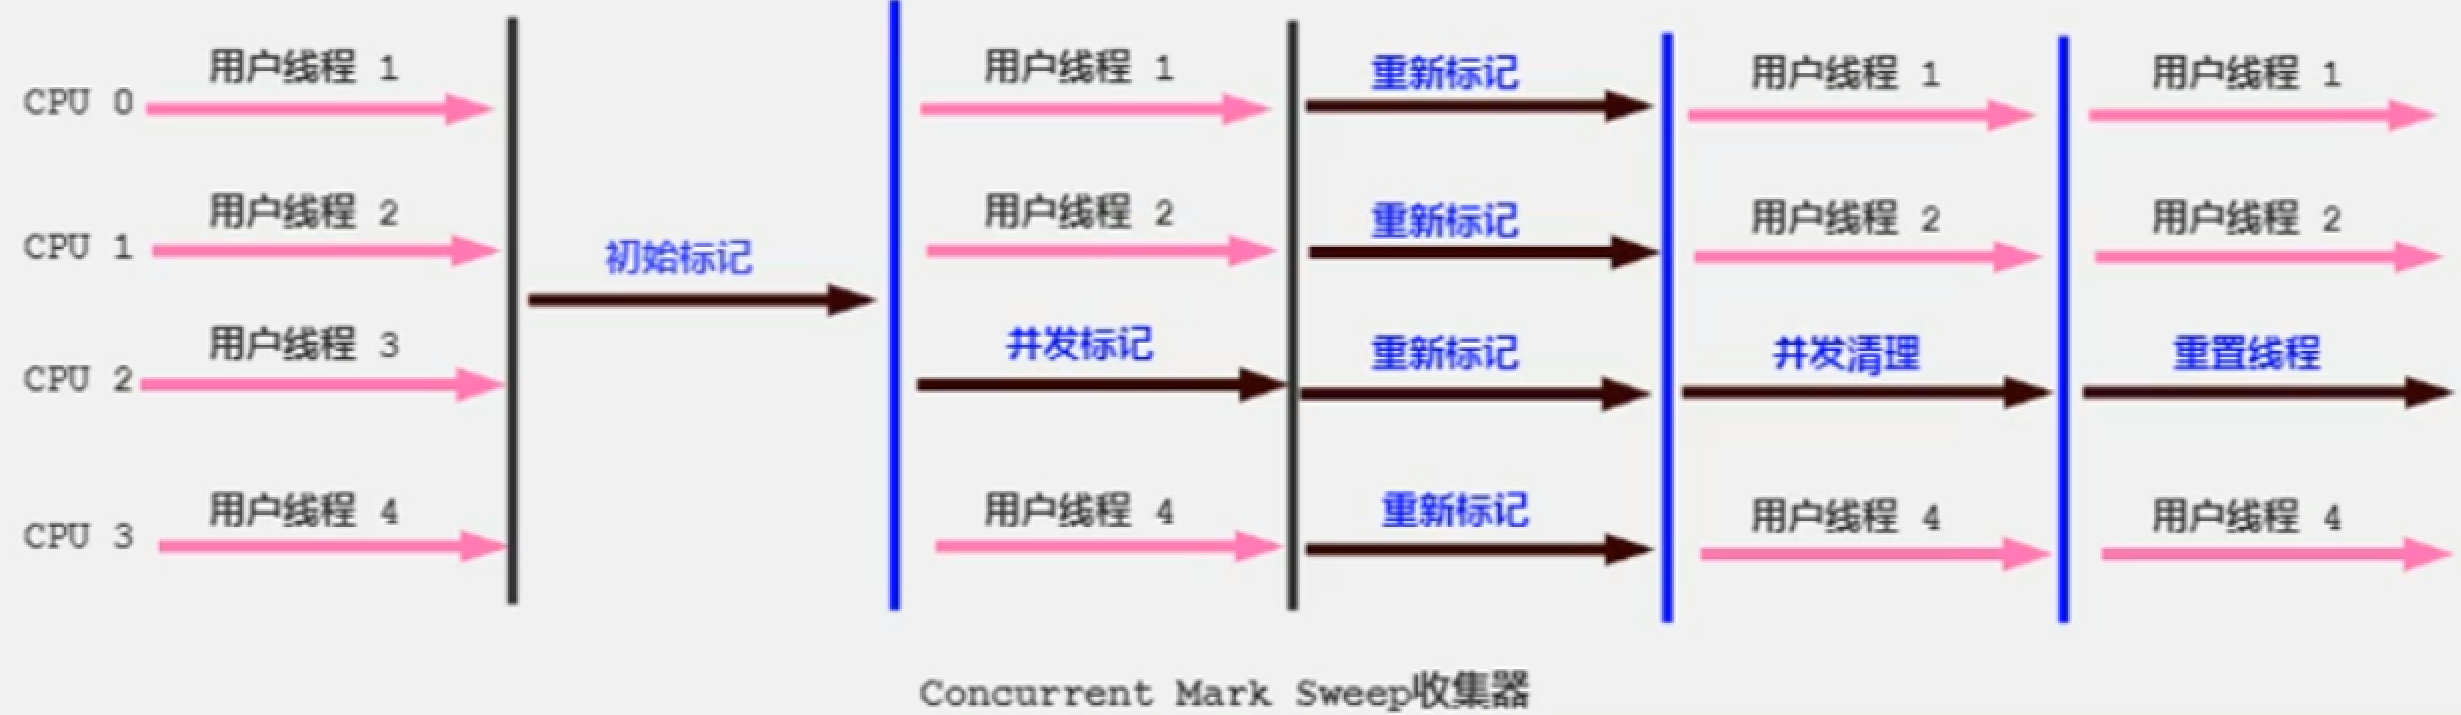 用户线程 1 用户线程 1 重新标记 用户线程 1 用户线程 1
CPU 0
用户线程 2 用户线程 2 重新标记 用户线程 2 用户线程 2
CPU 1
初始标记
用户线程 3 并发标记 重新标记 并发清理 重置线程
CPU 2
用户线程 4 用户线程 4 重新标记 用户线程 4 用户线程 4
CPU 3
Concurrent Mark Sweep收集器